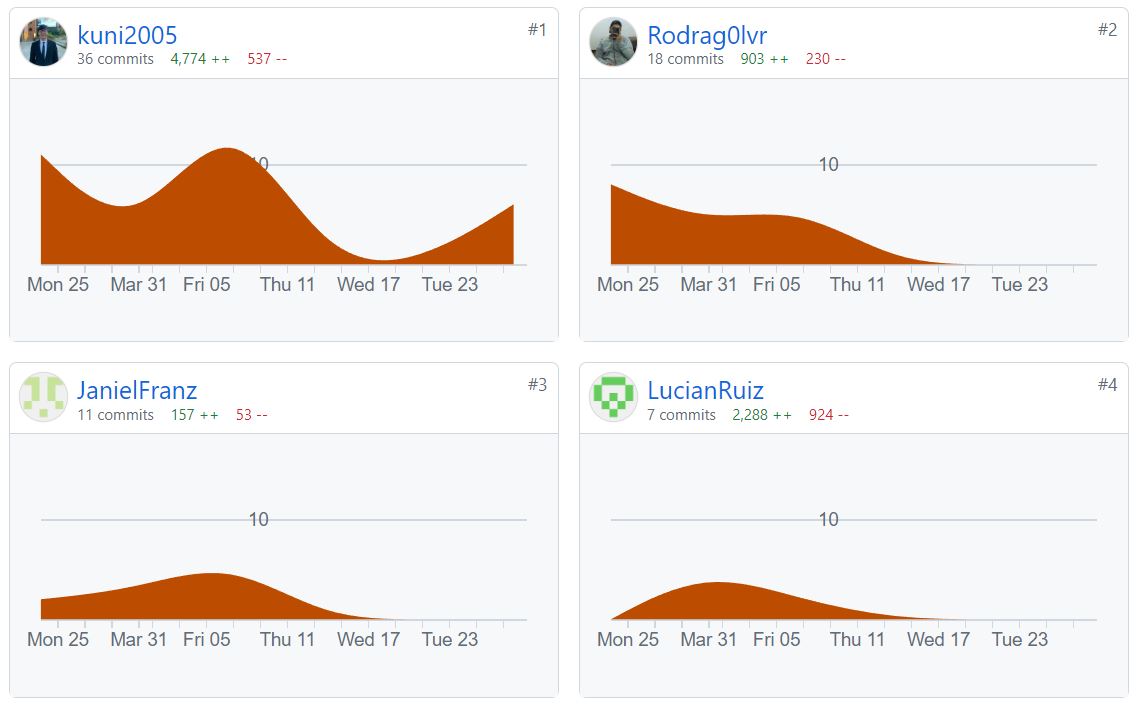 kuni2005
#1
36 commits 4,774 ++ 537 --
10
Mon 25 Mar 31 Fri 05 Thu 11 Wed 17 Tue 23
Rodrag0lvr
#2
18 commits 903 ++ 230 --
10
Mon 25 Mar 31 Fri 05 Thu 11 Wed 17 Tue 23
JanielFranz
#3
11 commits 157 ++ 53 --
10
Mon 25 Mar 31 Fri 05 Thu 11 Wed 17 Tue 23
LucianRuiz
#4
7 commits 2,288 ++ 924 --
10
Mon 25 Mar 31 Fri 05 Thu 11 Wed 17 Tue 23